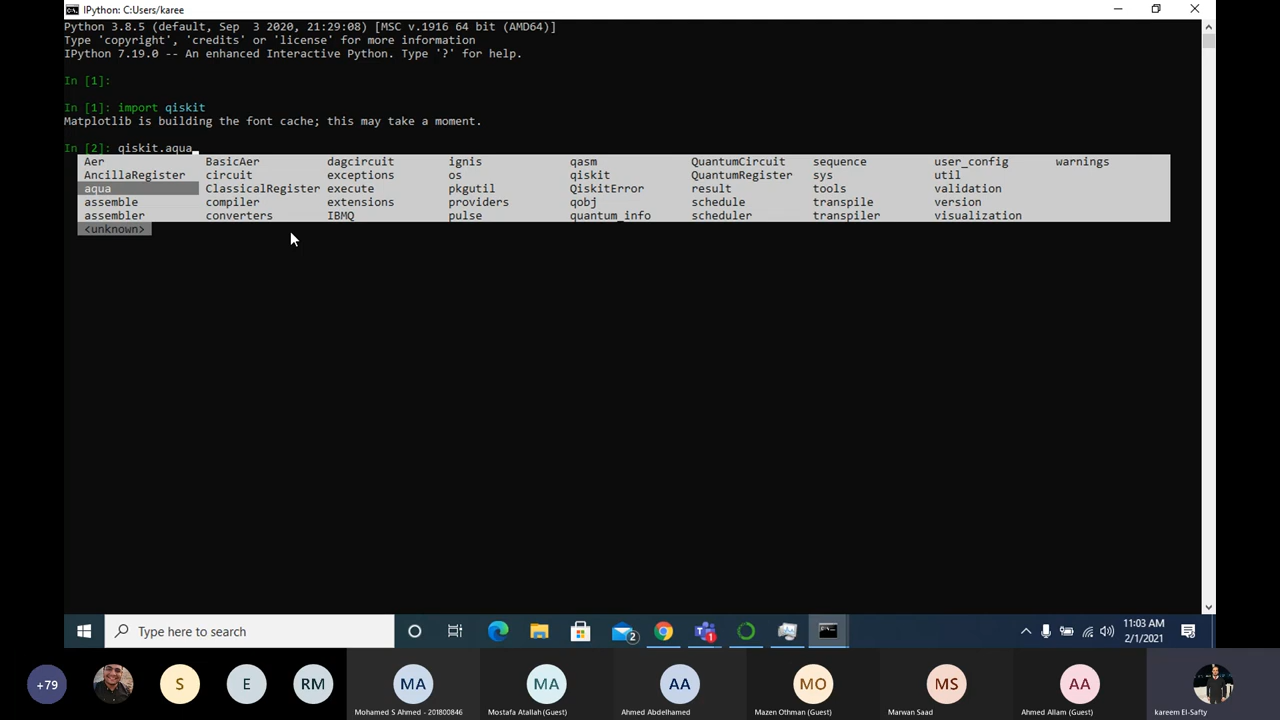 IPython: C:Users/karee
Python 3.8.5 (default, Sep  3 2020, 21:29:08) [MSC v.1916 64 bit (AMD64)]
Type 'copyright', 'credits' or 'license' for more information
IPython 7.19.0 -- An enhanced Interactive Python. Type '?' for help.
In [1]:
In [1]: import qiskit
Matplotlib is building the font cache; this may take a moment.
In [2]: qiskit.aqua
Aer BasicAer dagcircuit ignis qasm QuantumCircuit sequence user_config warnings
AncillaRegister circuit exceptions os qiskit QuantumRegister sys util
aqua ClassicalRegister execute pkgutil QiskitError result tools validation
assemble compiler extensions providers qobj schedule transpile version
assembler converters IBMQ pulse quantum_info scheduler transpiler visualization
<unknown>
Type here to search
2
1
11:03 AM
2/1/2021
+79
S
E
RM
MA
MA
AA
MO
MS
AA
Mohamed S Ahmed - 201800846
Mostafa Atallah (Guest)
Ahmed Abdelhamed
Mazen Othman (Guest)
Marwan Saad
Ahmed Allam (Guest)
kareem El-Safty